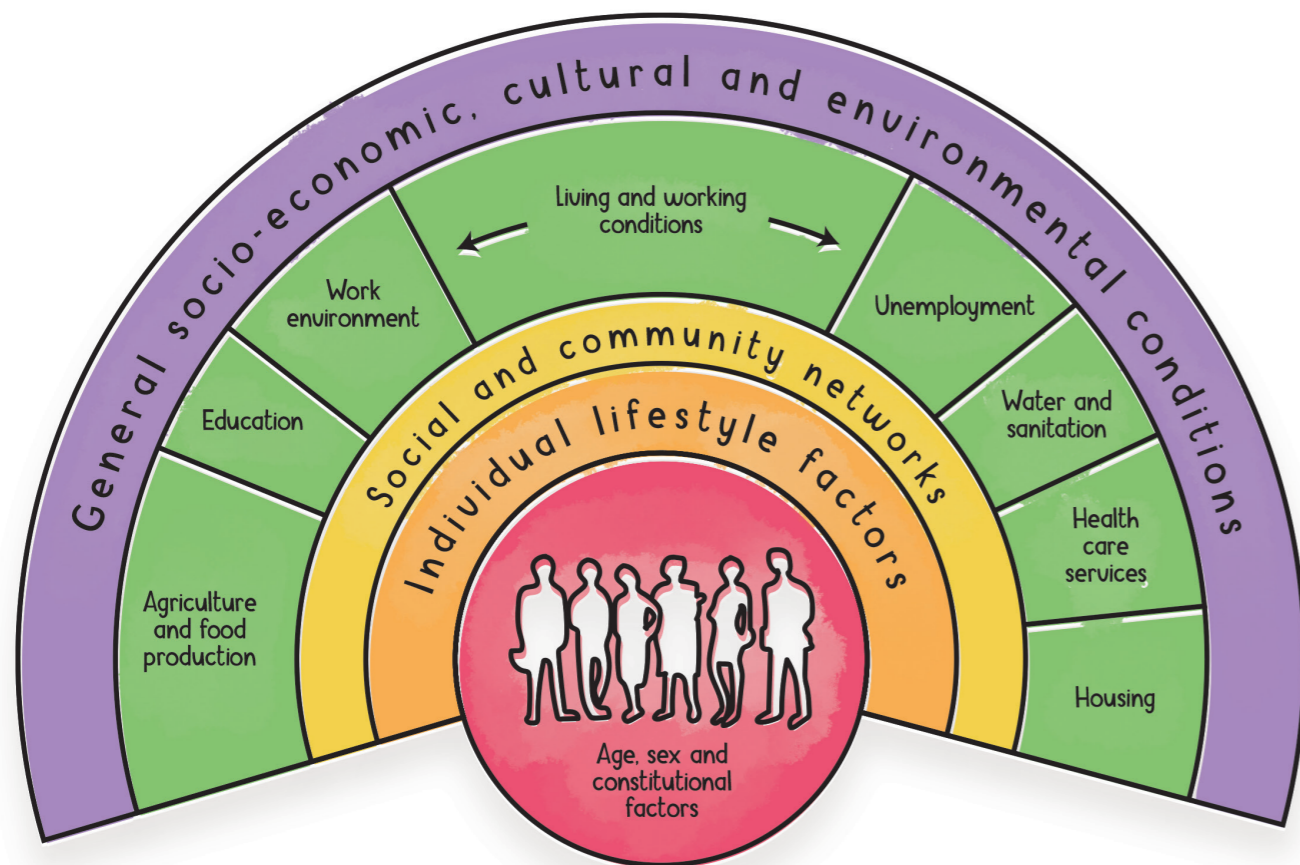 General socio-economic, cultural and environmental conditions
Living and working
conditions
Work
environment
Unemployment
Education
Water and
sanitation
Agriculture
and food
production
Health
care
services
Housing
Social and community networks
Individual lifestyle factors
Age, sex and
constitutional
factors